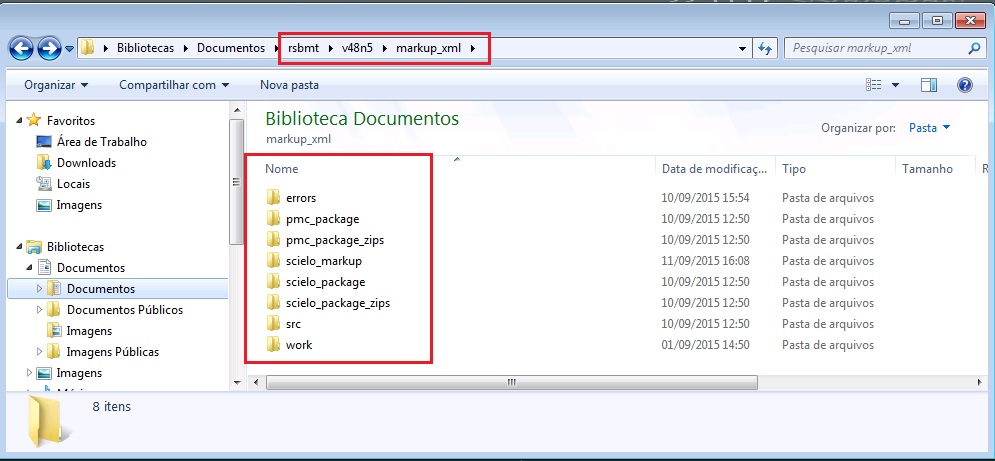 Bibliotecas Documentos rsbmt v48n5 markup_xml
Pesquisar markup_xml
Organizar Compartilhar com Nova pasta
Favoritos
Área de Trabalho
Downloads
Locais
Imagens
Bibliotecas
Documentos
Documentos
Documentos Públicos
Imagens
Imagens Públicas
Imagens
Biblioteca Documentos
markup_xml
Organizar por: Pasta
Nome Data de modificaç... Tipo Tamanho
errors 10/09/2015 15:54 Pasta de arquivos
pmc_package 10/09/2015 12:50 Pasta de arquivos
pmc_package_zips 10/09/2015 12:50 Pasta de arquivos
scielo_markup 11/09/2015 16:08 Pasta de arquivos
scielo_package 10/09/2015 12:50 Pasta de arquivos
scielo_package_zips 10/09/2015 12:50 Pasta de arquivos
src 10/09/2015 12:50 Pasta de arquivos
work 01/09/2015 14:50 Pasta de arquivos
8 itens